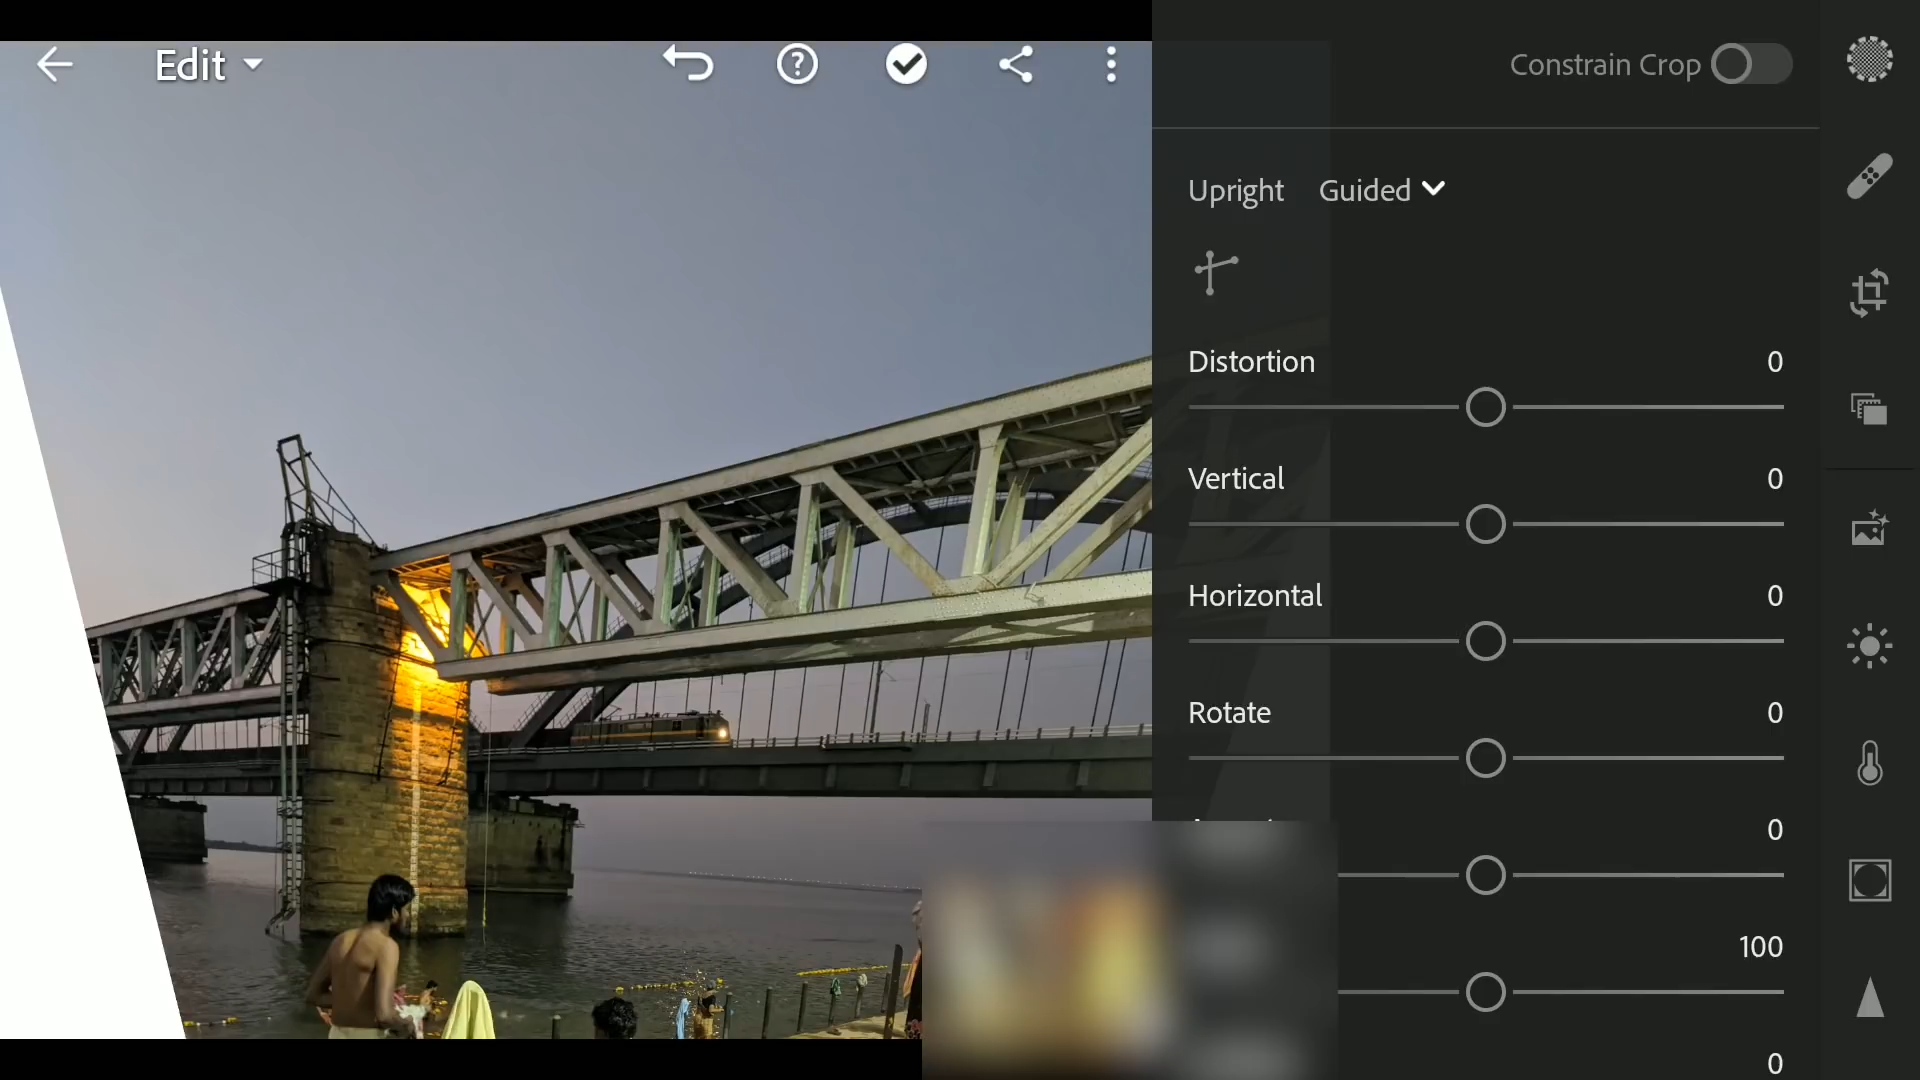 Edit
Constrain Crop
Upright Guided
Distortion 0
Vertical 0
Horizontal 0
Rotate 0
0
100
0